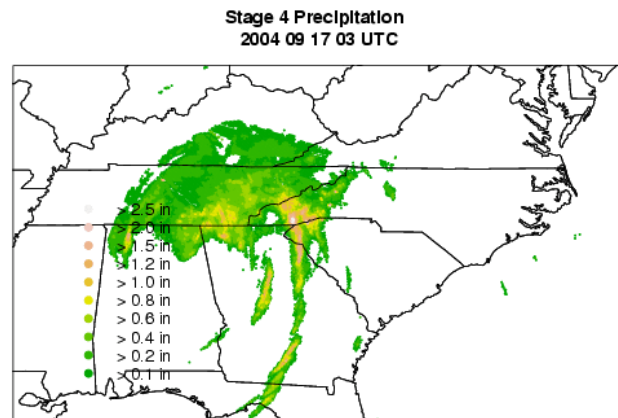 Stage 4 Precipitation
2004 09 17 03 UTC
> 2.5 in
> 2.0 in
> 1.5 in
> 1.2 in
> 1.0 in
> 0.8 in
> 0.6 in
> 0.4 in
> 0.2 in
> 0.1 in